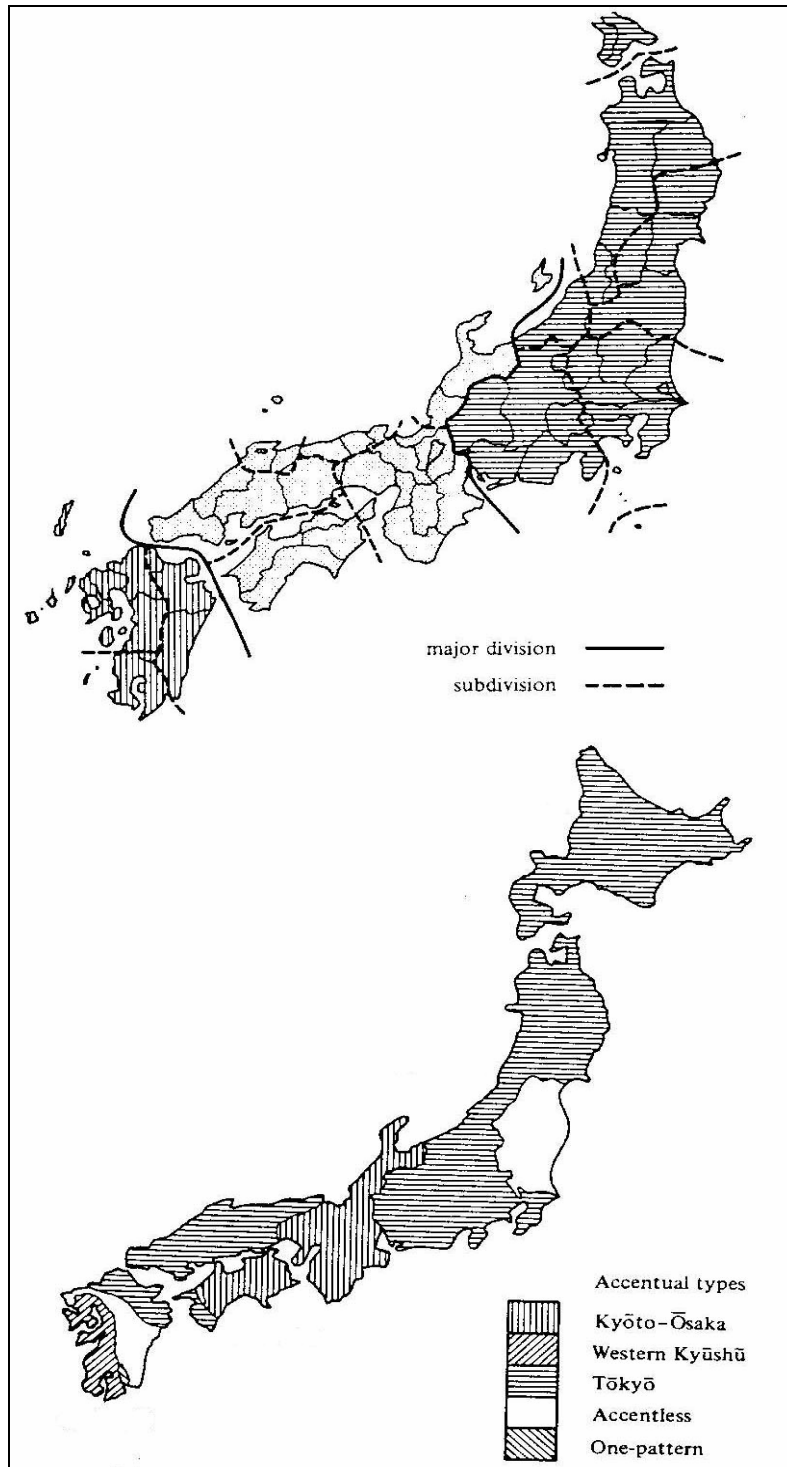 major division
subdivision
Accentual types
Kyōto–Ōsaka
Western Kyūshū
Tōkyō
Accentless
One-pattern